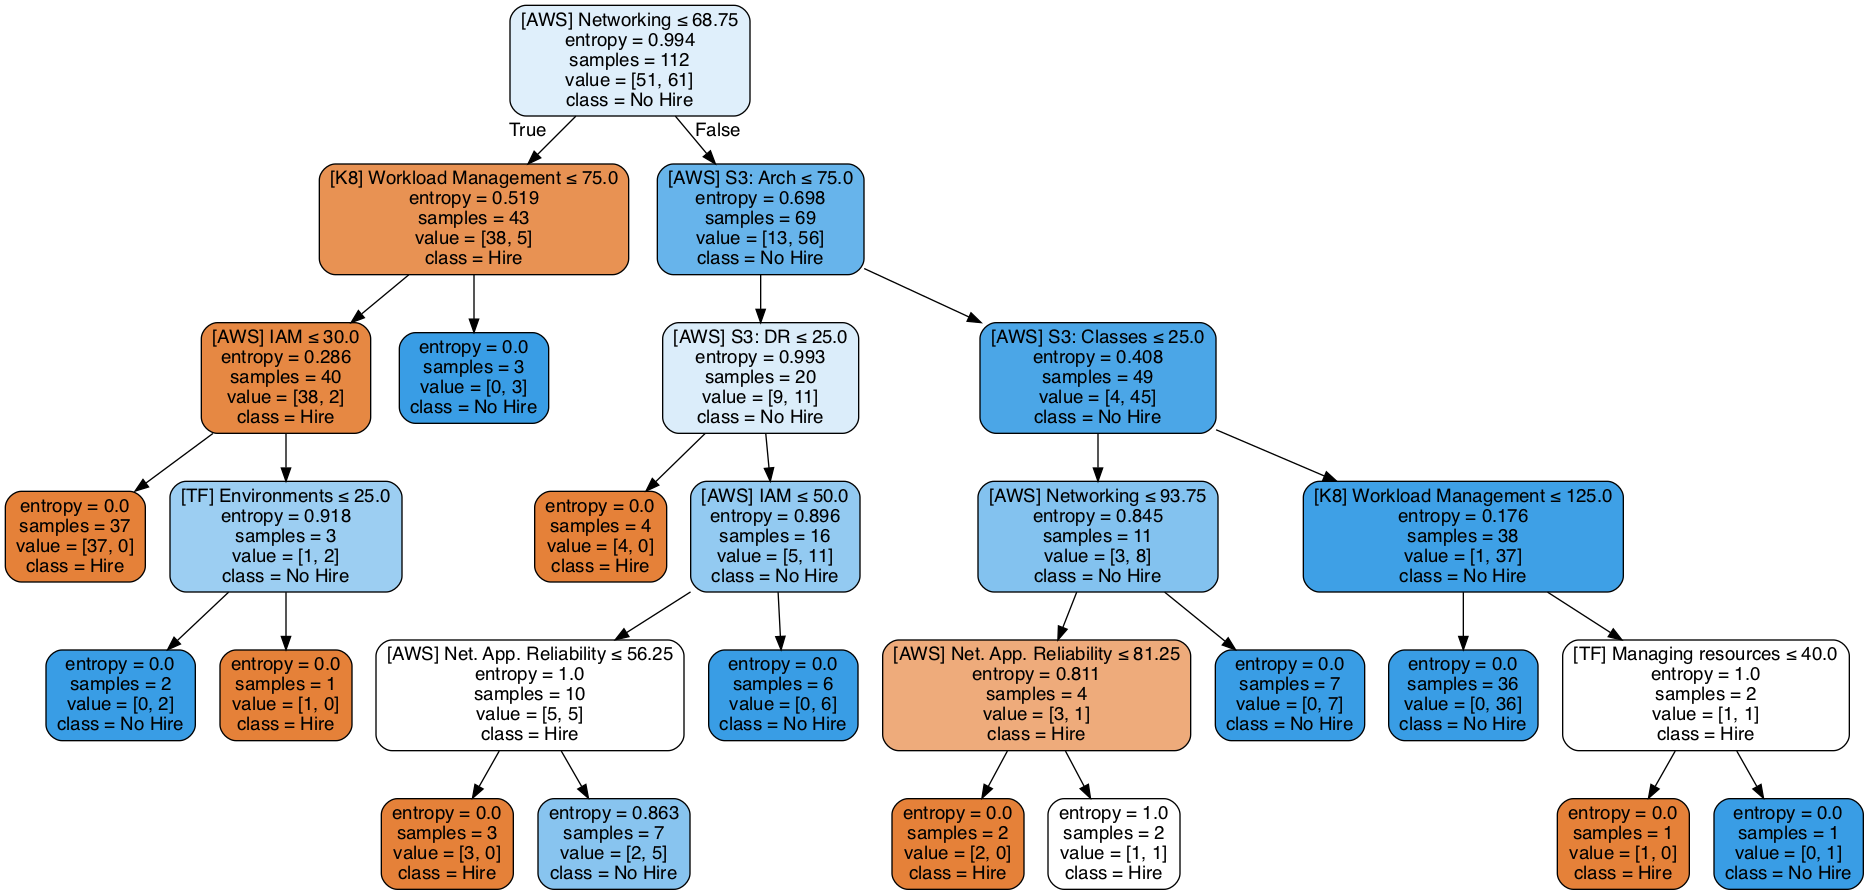 [AWS] Networking ≤ 68.75
entropy = 0.994
samples = 112
value = [51, 61]
class = No Hire
True
False
[K8] Workload Management ≤ 75.0
entropy = 0.519
samples = 43
value = [38, 5]
class = Hire
[AWS] S3: Arch ≤ 75.0
entropy = 0.698
samples = 69
value = [13, 56]
class = No Hire
[AWS] IAM ≤ 30.0
entropy = 0.286
samples = 40
value = [38, 2]
class = Hire
entropy = 0.0
samples = 3
value = [0, 3]
class = No Hire
[AWS] S3: DR ≤ 25.0
entropy = 0.993
samples = 20
value = [9, 11]
class = No Hire
[AWS] S3: Classes ≤ 25.0
entropy = 0.408
samples = 49
value = [4, 45]
class = No Hire
entropy = 0.0
samples = 37
value = [37, 0]
class = Hire
[TF] Environments ≤ 25.0
entropy = 0.918
samples = 3
value = [1, 2]
class = No Hire
entropy = 0.0
samples = 4
value = [4, 0]
class = Hire
[AWS] IAM ≤ 50.0
entropy = 0.896
samples = 16
value = [5, 11]
class = No Hire
[AWS] Networking ≤ 93.75
entropy = 0.845
samples = 11
value = [3, 8]
class = No Hire
[K8] Workload Management ≤ 125.0
entropy = 0.176
samples = 38
value = [1, 37]
class = No Hire
entropy = 0.0
samples = 2
value = [0, 2]
class = No Hire
entropy = 0.0
samples = 1
value = [1, 0]
class = Hire
[AWS] Net. App. Reliability ≤ 56.25
entropy = 1.0
samples = 10
value = [5, 5]
class = Hire
entropy = 0.0
samples = 6
value = [0, 6]
class = No Hire
[AWS] Net. App. Reliability ≤ 81.25
entropy = 0.811
samples = 4
value = [3, 1]
class = Hire
entropy = 0.0
samples = 7
value = [0, 7]
class = No Hire
entropy = 0.0
samples = 36
value = [0, 36]
class = No Hire
[TF] Managing resources ≤ 40.0
entropy = 1.0
samples = 2
value = [1, 1]
class = Hire
entropy = 0.0
samples = 3
value = [3, 0]
class = Hire
entropy = 0.863
samples = 7
value = [2, 5]
class = No Hire
entropy = 0.0
samples = 2
value = [2, 0]
class = Hire
entropy = 1.0
samples = 2
value = [1, 1]
class = Hire
entropy = 0.0
samples = 1
value = [1, 0]
class = Hire
entropy = 0.0
samples = 1
value = [0, 1]
class = No Hire